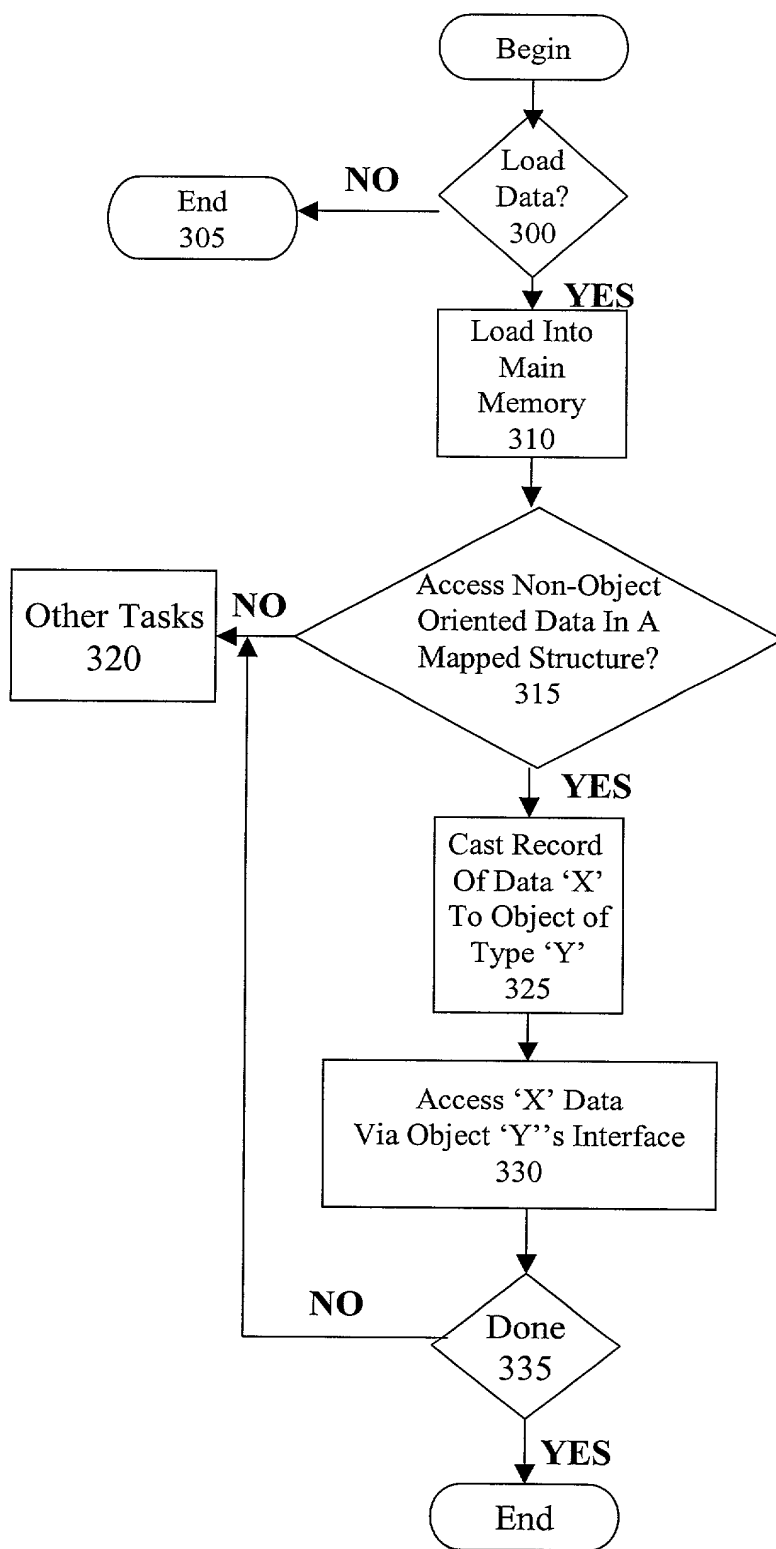 Begin
Load
Data?
300
NO
End
305
YES
Load Into
Main
Memory
310
Access Non-Object
Oriented Data In A
Mapped Structure?
315
NO
Other Tasks
320
YES
Cast Record
Of Data ‘X’
To Object of
Type ‘Y’
325
Access ‘X’ Data
Via Object ‘Y’’s Interface
330
NO
Done
335
YES
End